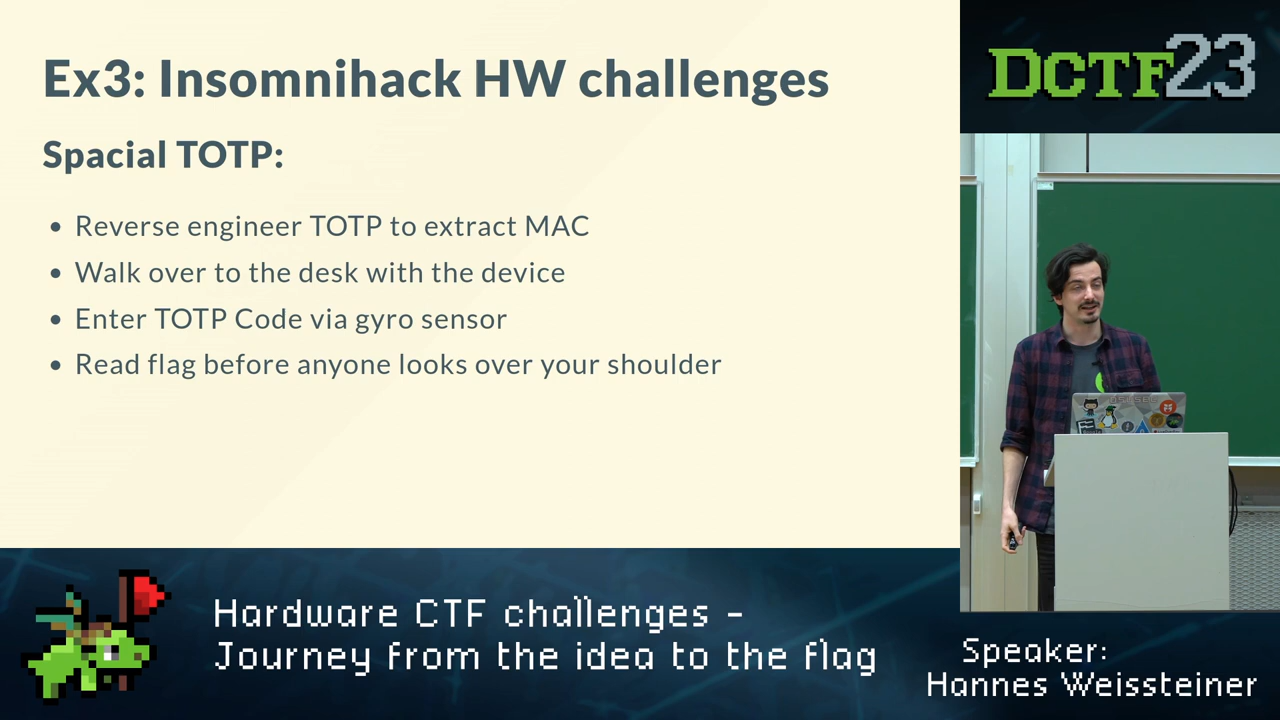 Ex3: Insomnihack HW challenges
Spacial TOTP:
Reverse engineer TOTP to extract MAC
Walk over to the desk with the device
Enter TOTP Code via gyro sensor
Read flag before anyone looks over your shoulder
DCTF23
Hardware CTF challenges -
Journey from the idea to the flag
Speaker:
Hannes Weissteiner